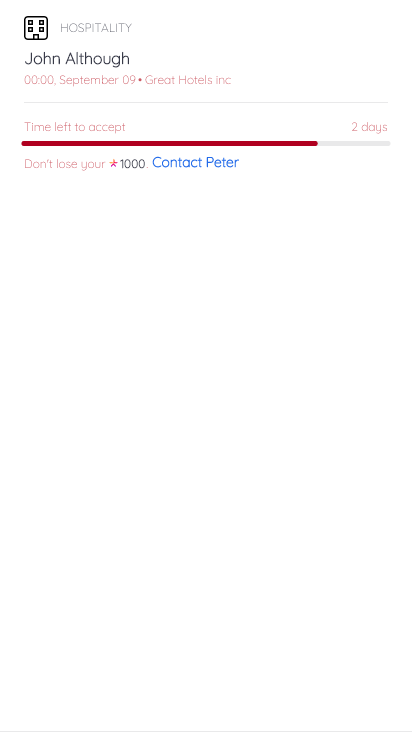 HOSPITALITY
John Although
00:00, September 09 • Great Hotels inc
Time left to accept 2 days
Don't lose your 1000. Contact Peter